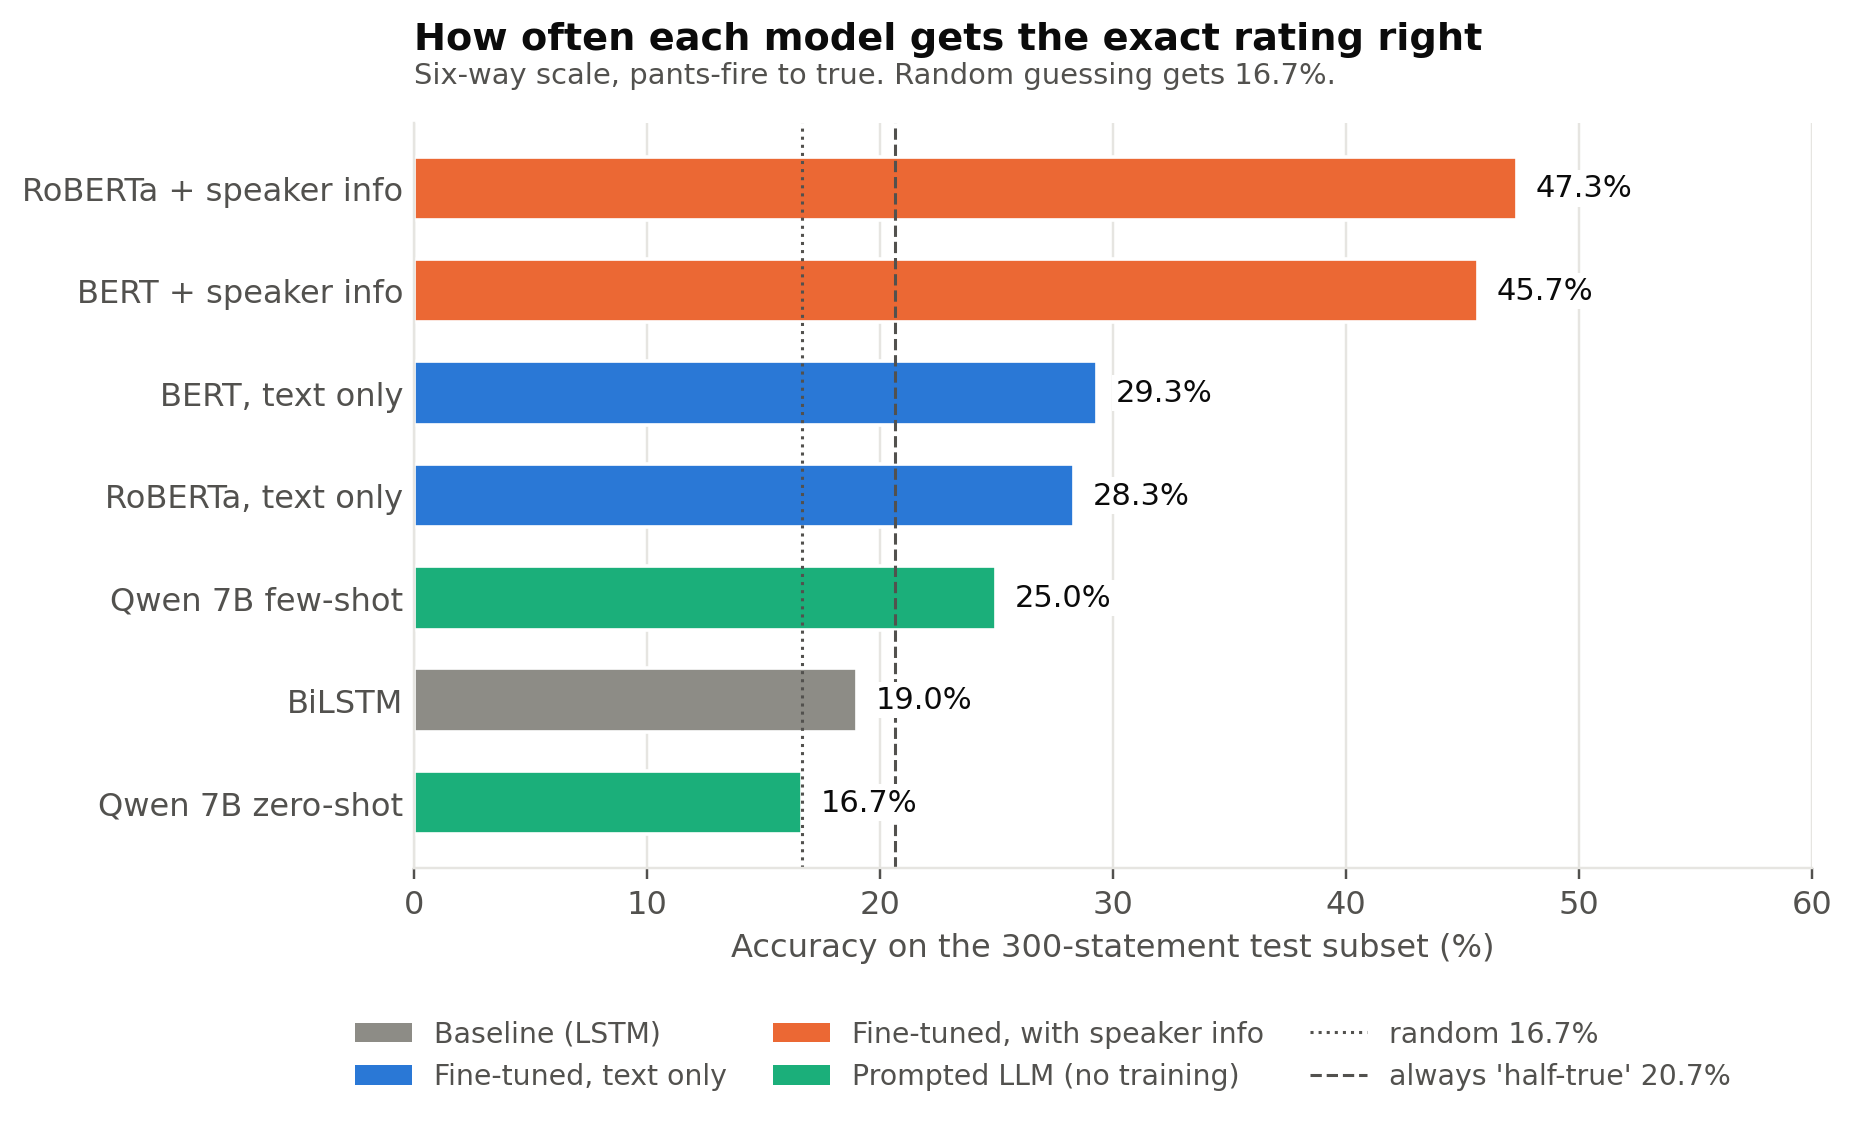 How often each model gets the exact rating right
Six-way scale, pants-fire to true. Random guessing gets 16.7%.
RoBERTa + speaker info
47.3%
BERT + speaker info
45.7%
BERT, text only
29.3%
RoBERTa, text only
28.3%
Qwen 7B few-shot
25.0%
BiLSTM
19.0%
Qwen 7B zero-shot
16.7%
0 10 20 30 40 50 60
Accuracy on the 300-statement test subset (%)
Baseline (LSTM)
Fine-tuned, text only
Fine-tuned, with speaker info
Prompted LLM (no training)
random 16.7%
always 'half-true' 20.7%